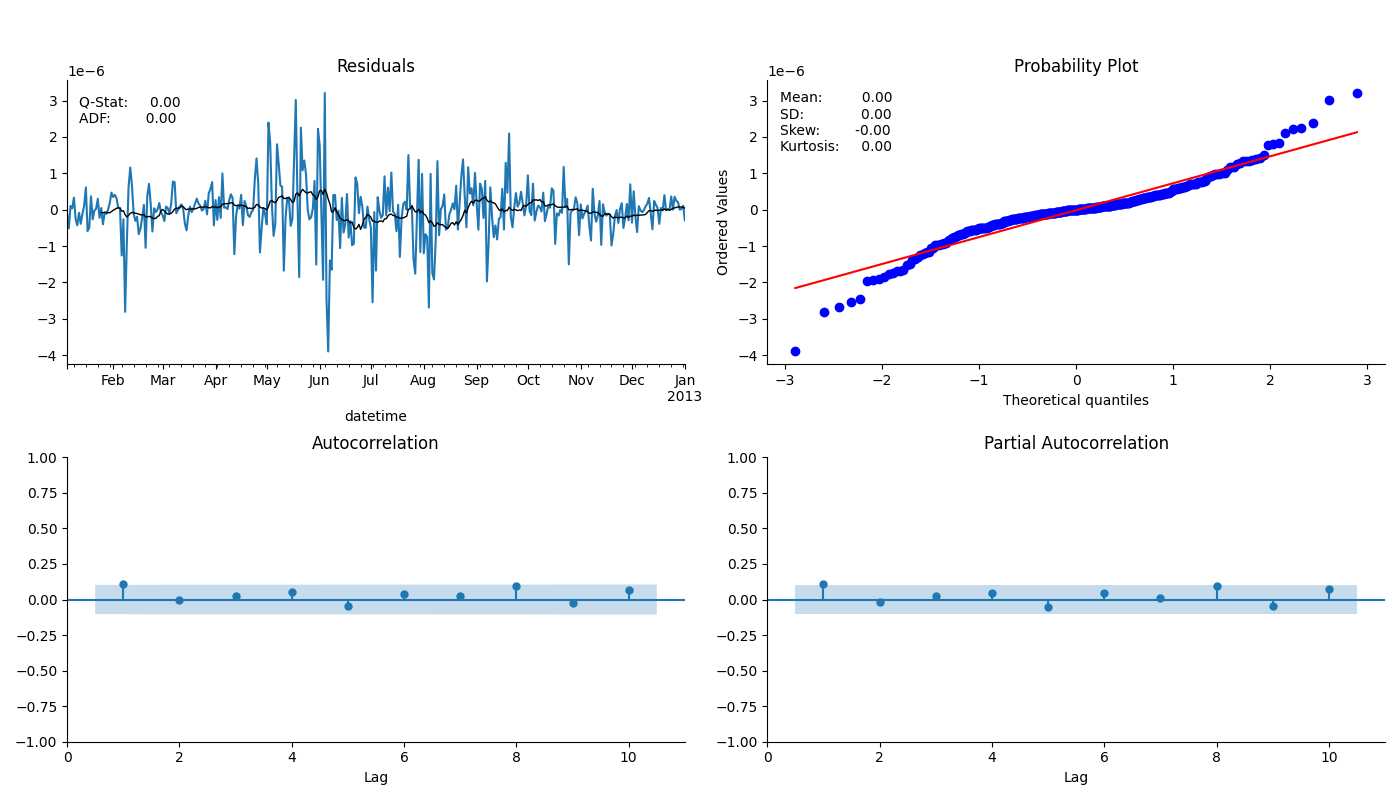 Residuals
1e−6
Q-Stat: 0.00
ADF: 0.00
3
2
1
0
−1
−2
−3
−4
Feb Mar Apr May Jun Jul Aug Sep Oct Nov Dec Jan
2013
datetime
Probability Plot
1e−6
Mean: 0.00
SD: 0.00
Skew: -0.00
Kurtosis: 0.00
Ordered Values
3
2
1
0
−1
−2
−3
−4
−3 −2 −1 0 1 2 3
Theoretical quantiles
Autocorrelation
1.00
0.75
0.50
0.25
0.00
−0.25
−0.50
−0.75
−1.00
0 2 4 6 8 10
Lag
Partial Autocorrelation
1.00
0.75
0.50
0.25
0.00
−0.25
−0.50
−0.75
−1.00
0 2 4 6 8 10
Lag